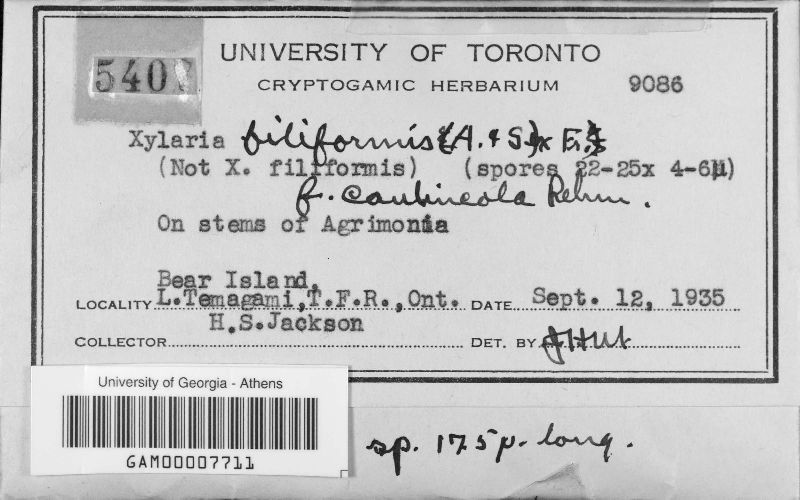 540
UNIVERSITY OF TORONTO
CRYPTOGAMIC HERBARIUM 9086
Xylaria filiformis (A. & S.) x Fr.
(Not X. filiformis) (spores 22-25x 4-6µ)
f. caulincola Rehm.
On stems of Agrimonia
Bear Island,
LOCALITY L.Temagami,T.F.R.,Ont. DATE Sept. 12, 1935
H.S.Jackson
COLLECTOR DET. BY
University of Georgia - Athens
GAM00007711
sp. 17.5 µ. long.